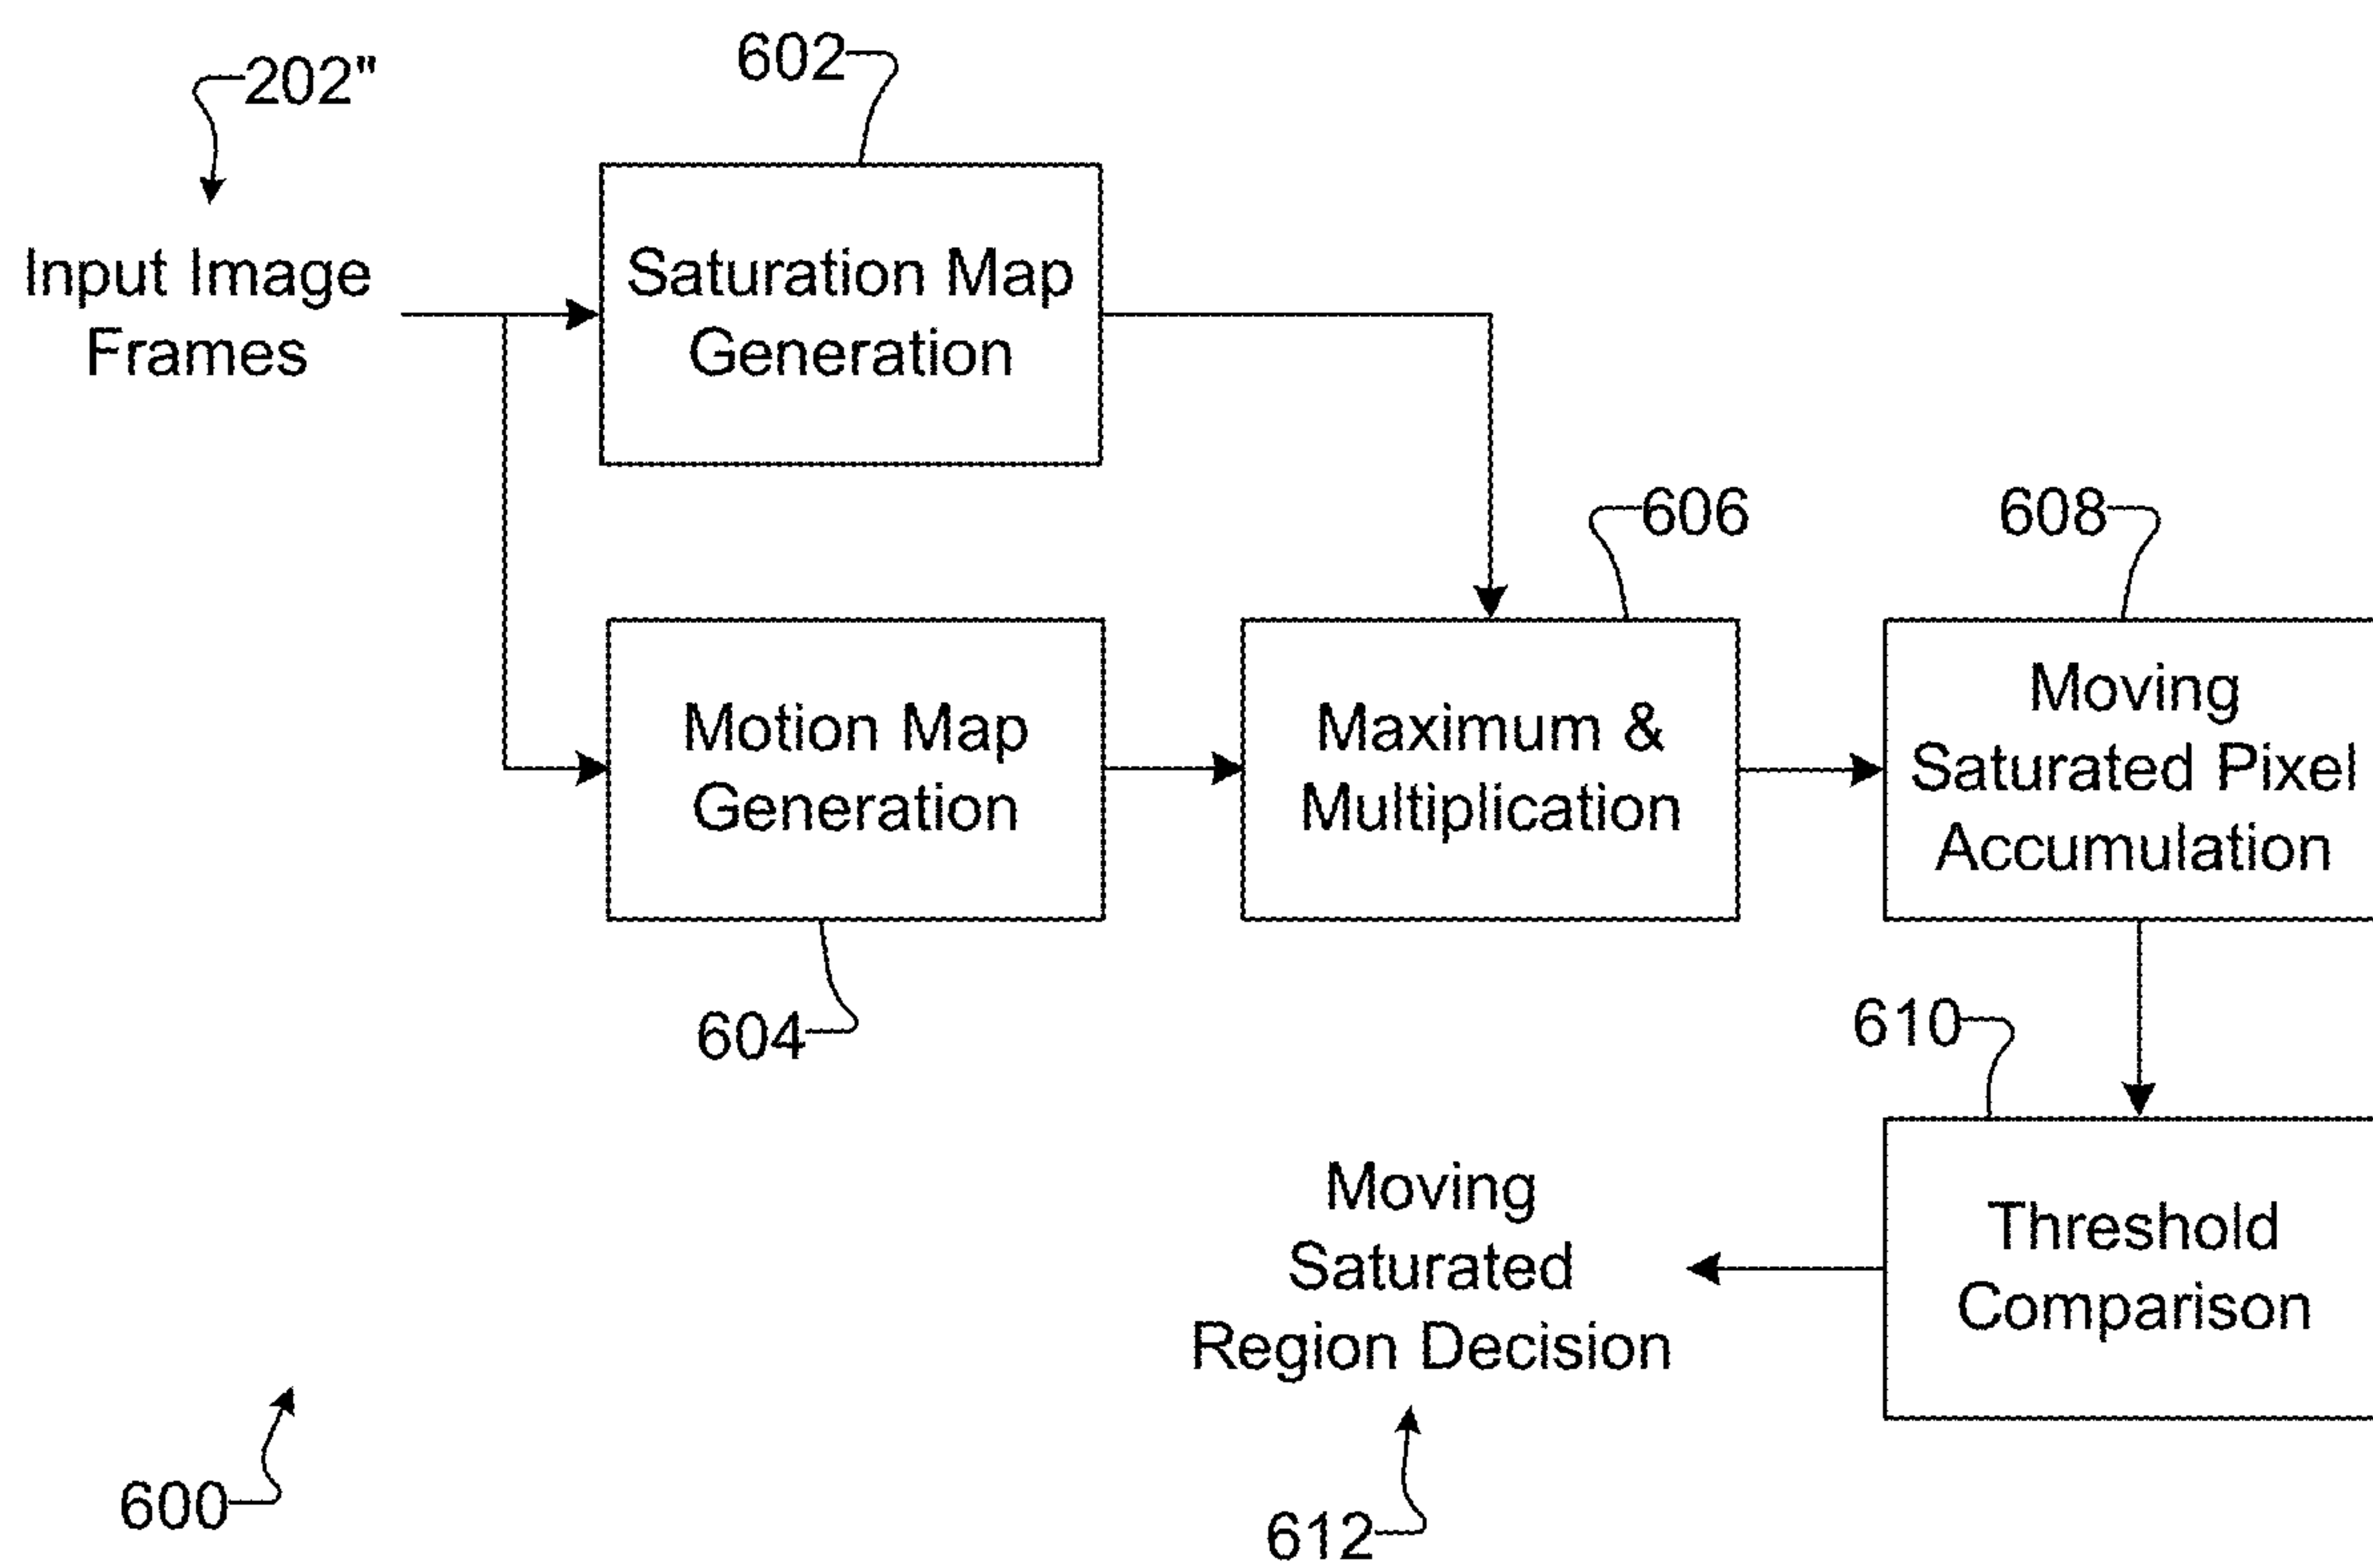 202"
602
Input Image
Frames
Saturation Map
Generation
606
608
Motion Map
Generation
Maximum &
Multiplication
Moving
Saturated Pixel
Accumulation
604
610
Moving
Saturated
Region Decision
Threshold
Comparison
600
612